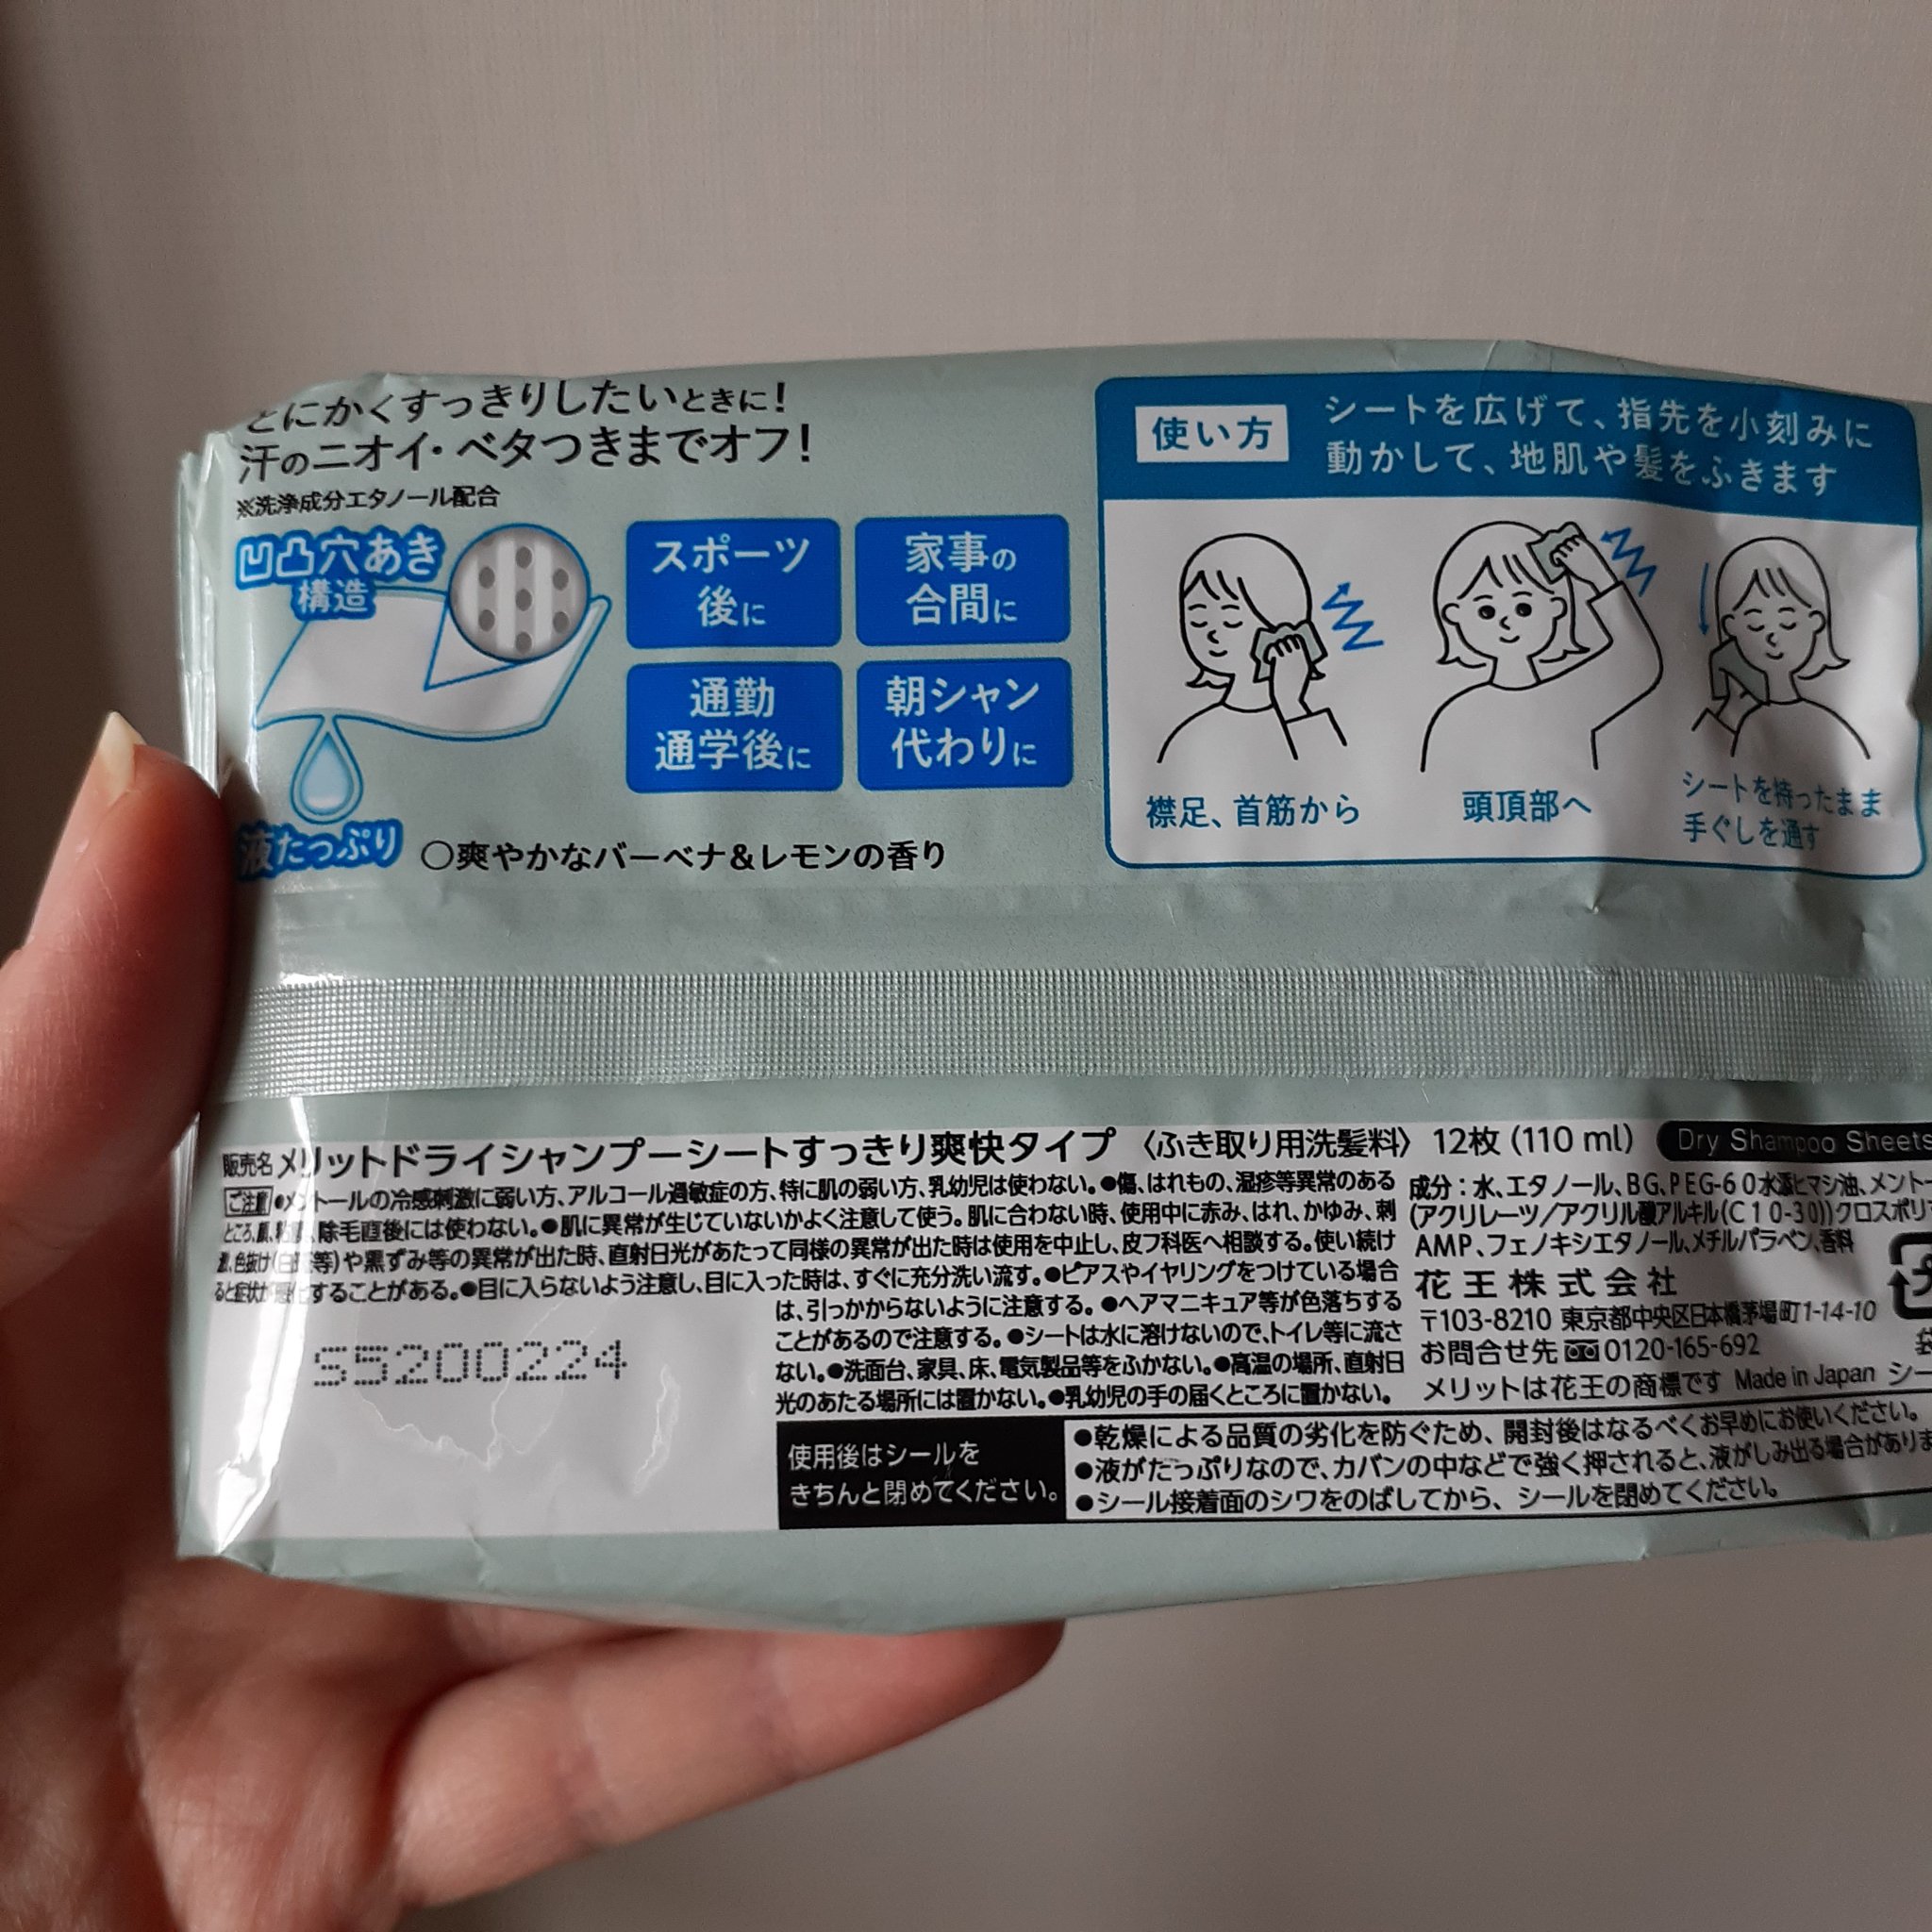 とにかくすっきりしたいときに!
汗のニオイ・ベタつきまでオフ!
※洗浄成分エタノール配合
凹凸穴あき
構造
液たっぷり
スポーツ
後に
家事の
合間に
通勤
通学後に
朝シャン
代わりに
○爽やかなバーベナ&レモンの香り
使い方
シートを広げて、指先を小刻みに
動かして、地肌や髪をふきます
襟足、首筋から
頭頂部へ
シートを持ったまま
手ぐしを通す
販売名 メリットドライシャンプーシートすっきり爽快タイプ 〈ふき取り用洗髪料〉 12枚 (110 ml) Dry Shampoo Sheets
ご注意 ●メントールの冷感刺激に弱い方、アルコール過敏症の方、特に肌の弱い方、乳幼児は使わない。●傷、はれもの、湿疹等異常のある
ところ、顔、粘膜、除毛直後には使わない。●肌に異常が生じていないかよく注意して使う。肌に合わない時、使用中に赤み、はれ、かゆみ、刺
激、色抜け(白斑等)や黒ずみ等の異常が出た時、直射日光があたって同様の異常が出た時は使用を中止し、皮フ科医へ相談する。使い続け
ると症状が悪化することがある。●目に入らないよう注意し、目に入った時は、すぐに充分洗い流す。●ピアスやイヤリングをつけている場合
は、引っかからないように注意する。●ヘアマニキュア等が色落ちする
ことがあるので注意する。●シートは水に溶けないので、トイレ等に流さ
ない。●洗面台、家具、床、電気製品等をふかない。●高温の場所、直射日
光のあたる場所には置かない。●乳幼児の手の届くところに置かない。
S5200224
成分:水、エタノール、BG、PEG-60水添ヒマシ油、メントー
(アクリレーツ/アクリル酸アルキル(C10-30))クロスポリ
AMP、フェノキシエタノール、メチルパラベン、香料
花王株式会社
〒103-8210 東京都中央区日本橋茅場町1-14-10
お問合せ先 0120-165-692
メリットは花王の商標です Made in Japan シー
袋
使用後はシールを
きちんと閉めてください。
●乾燥による品質の劣化を防ぐため、開封後はなるべくお早めにお使いください。
●液がたっぷりなので、カバンの中などで強く押されると、液がしみ出る場合がありま
●シール接着面のシワをのばしてから、シールを閉めてください。